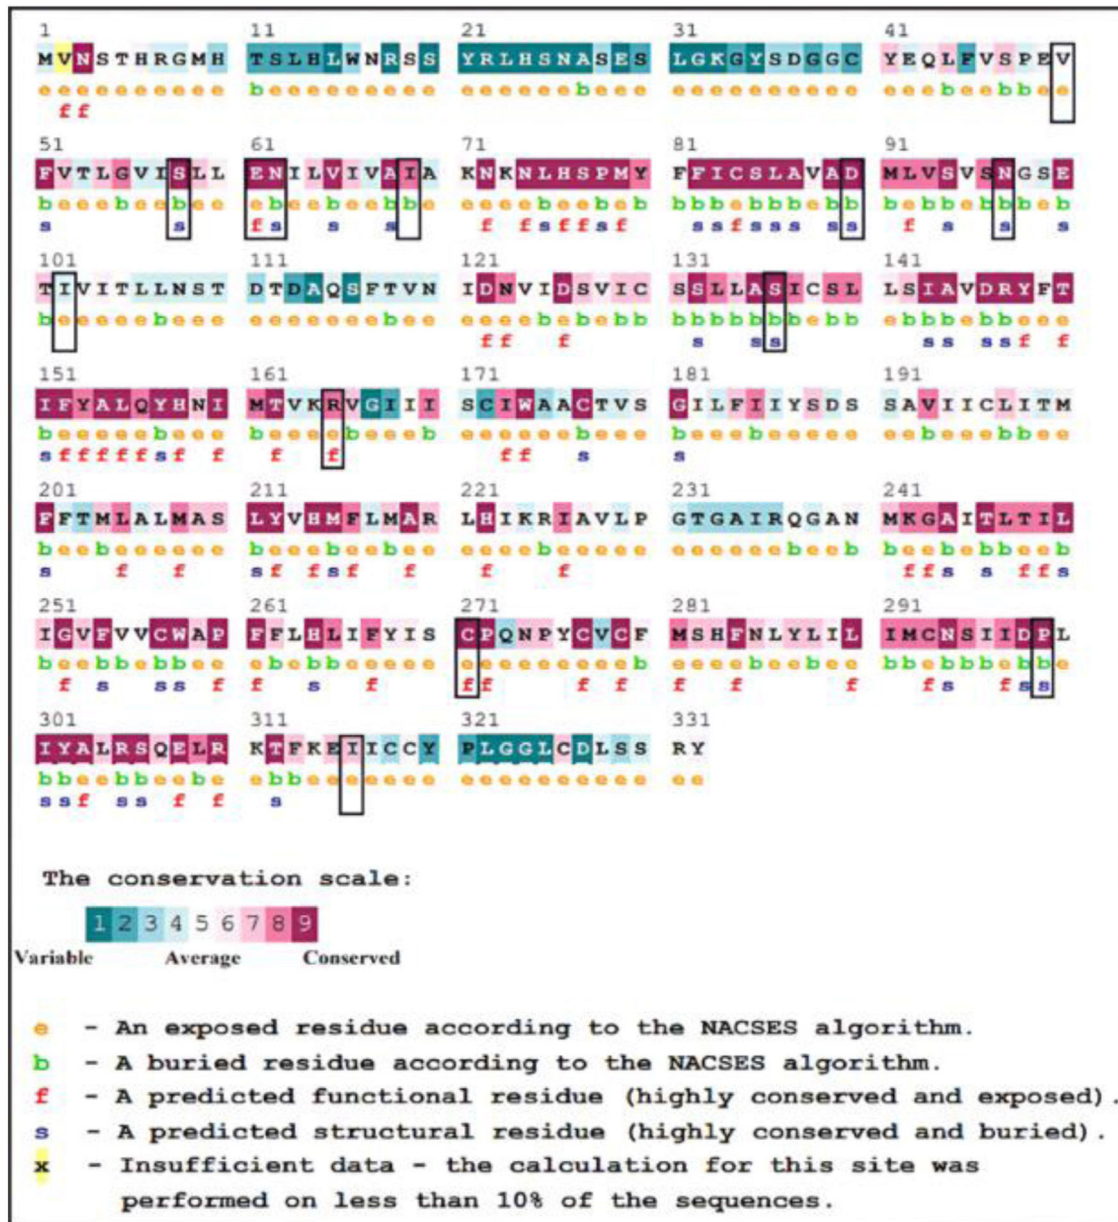 1 11 21 31 41
MVNSTHRGMH TSLHLWNRSS YRLHSNASES LGKGYSDGGC YEQLFVSPEV
eeeeeeeeee beeeeeeeee eeeeeebeee eeeeeeeeee eeebeebbee
ff
51 61 71 81 91
FVTLGVISLL ENILVIVAIA KNKNLHSPMY FFICSLAVAD MLVSVSNGSE
beeebeebee ebeebeebbe eeeeebeebe bbbebbebbb bebbebbbeb
s s fs s s f fsffsf ssfsss ss f s s s
101 111 121 131 141
TIVITLLNST DTDAQSFTVN IDNVIDSVIC SSLLASICSL LSIAVDRYFT
beeeeebeee eeeeeeebee eeebebebb bbbbbbbebb ebbbebbeee
ff f s ss ss ssf f
151 161 171 181 191
IFYALQYHNI MTVKRVGIII SCIWAACTVS GILFIIYSDS SAVIICLITM
beeeeebeee beeeebeeeb eeeeeebeee beeebeeeee eebeeebbee
sfffffsf f f f ff s s
201 211 221 231 241
FFTMLALMAS LYVHMFLMAR LHIKRIAVLP GTGAIRQGAN MKGAITLTIL
beebeeeeee beeebeebee eeeebeeeee eeeeeebeeb beebebbeeb
s f f sf fsf f f f ffs s ffs
251 261 271 281 291
IGVFVVCWAP FFLHLIFYIS CPQNPYCVCF MSHFNLYLIL IMCNSIIDPL
beebbebbee beebeebeee eeeeeeeeeb eeeebeebee bbebbbebbe
f s ss f f s f ff f f f f f fs fss
301 311 321 331
IYALRSQELR KTFKEIICCY PLGGLCDLSS RY
bbeebbeebe ebbeeeeeee eeeeeeeeee ee
ssf ss f f s
The conservation scale:
1 2 3 4 5 6 7 8 9
Variable Average Conserved
e - An exposed residue according to the NACSES algorithm.
b - A buried residue according to the NACSES algorithm.
f - A predicted functional residue (highly conserved and exposed).
s - A predicted structural residue (highly conserved and buried).
x - Insufficient data - the calculation for this site was
performed on less than 10% of the sequences.